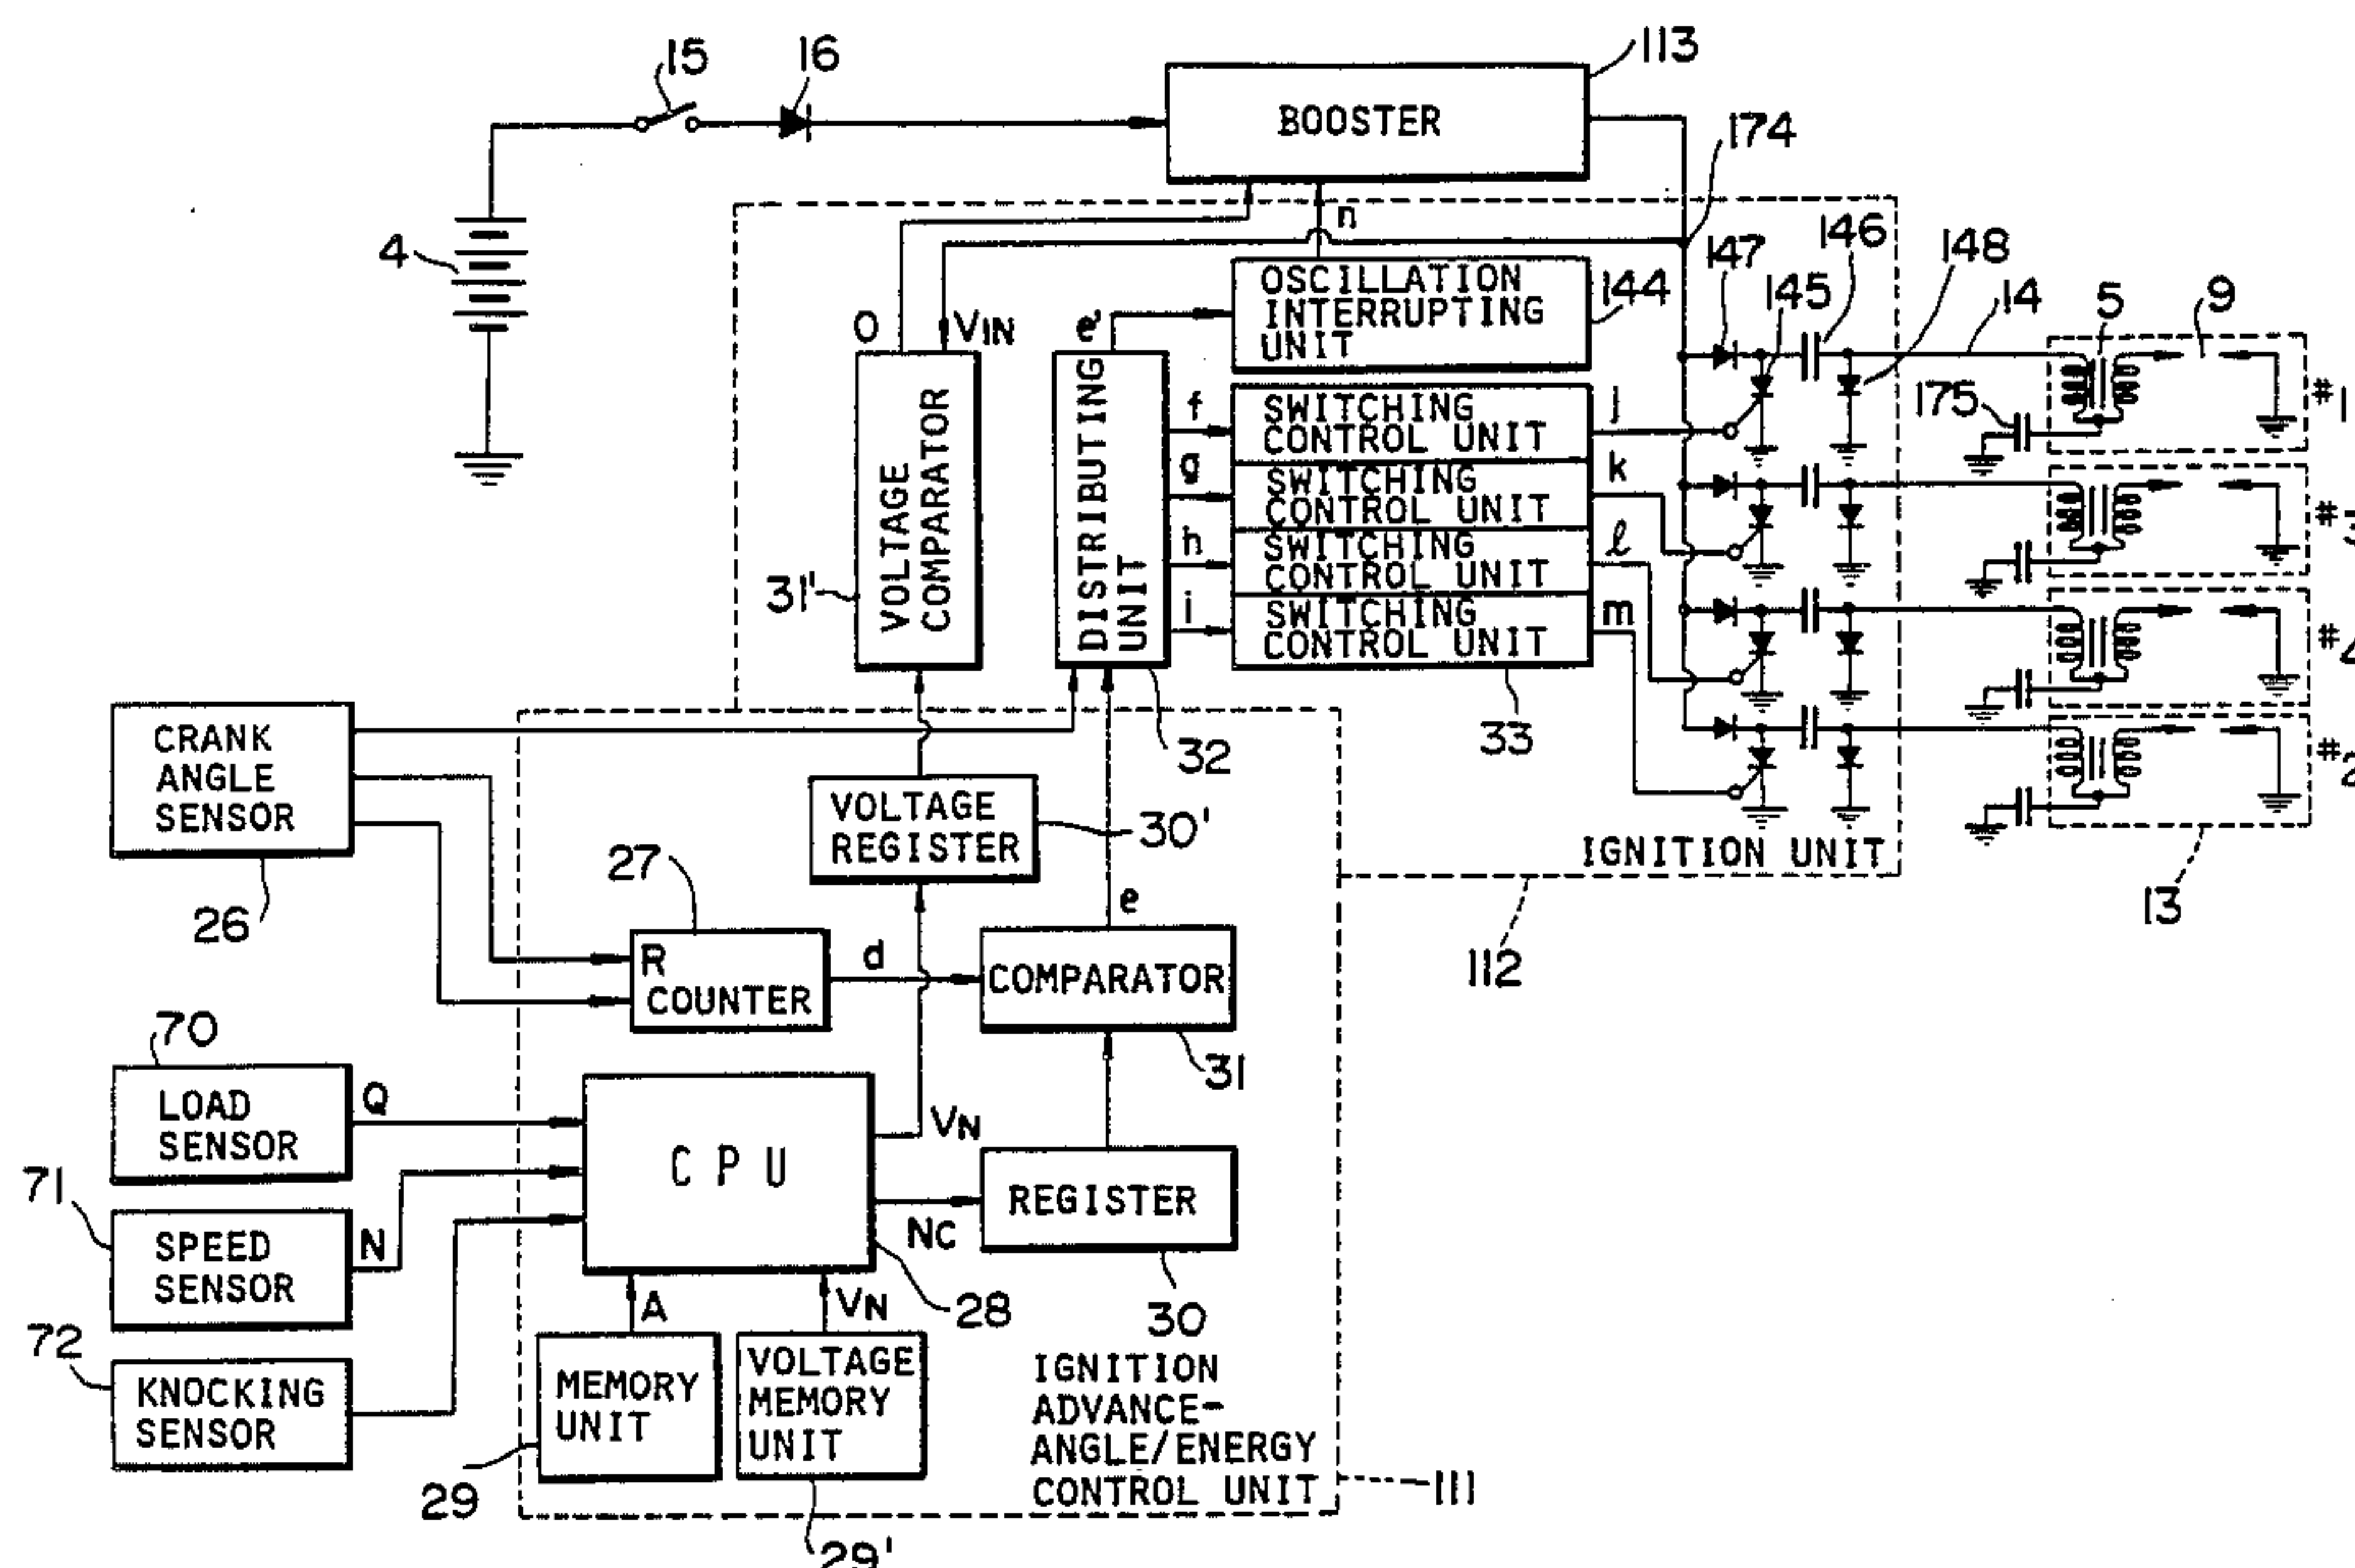 15
16
113
BOOSTER
174
4
n
147
146
148
OSCILLATION
INTERRUPTING
UNIT
144
145
14
5
9
O
VIN
e'
175
#1
VOLTAGE
COMPARATOR
31'
DISTRIBUTING
UNIT
f
SWITCHING
CONTROL UNIT
j
g
SWITCHING
CONTROL UNIT
k
h
SWITCHING
CONTROL UNIT
ℓ
i
SWITCHING
CONTROL UNIT
m
#3
#4
#2
CRANK
ANGLE
SENSOR
26
32
33
VOLTAGE
REGISTER
30'
IGNITION UNIT
112
13
27
R
COUNTER
d
e
COMPARATOR
31
70
LOAD
SENSOR
Q
71
SPEED
SENSOR
N
72
KNOCKING
SENSOR
CPU
VN
NC
28
REGISTER
30
A
VN
MEMORY
UNIT
29
VOLTAGE
MEMORY
UNIT
29'
IGNITION
ADVANCE-
ANGLE/ENERGY
CONTROL UNIT
111